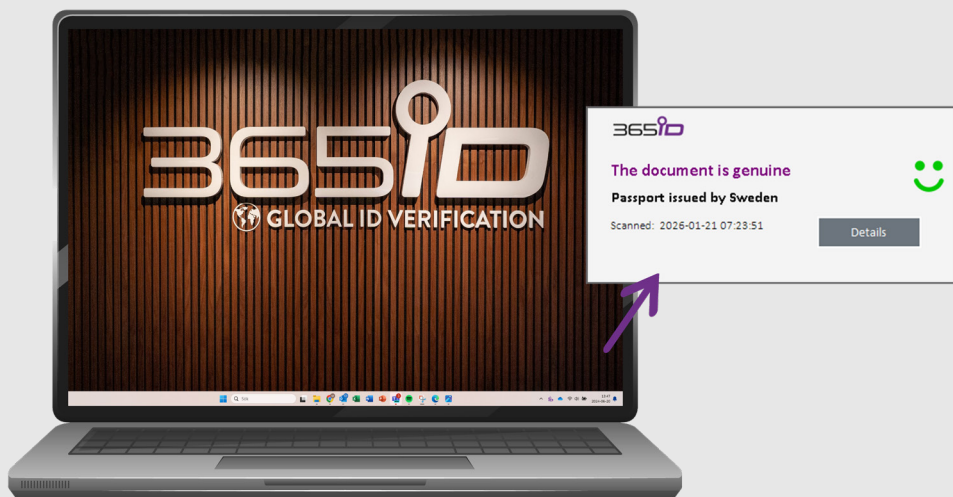 365iD
GLOBAL ID VERIFICATION
365iD
The document is genuine
Passport issued by Sweden
Scanned: 2026-01-21 07:23:51
Details
Sök